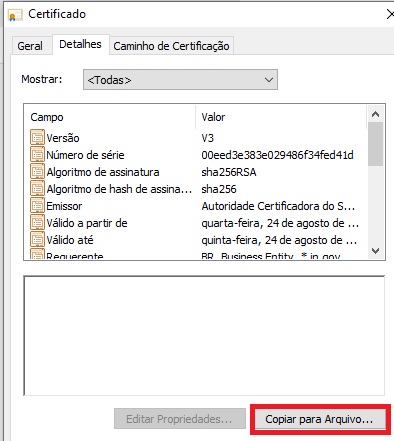 Certificado
Geral Detalhes Caminho de Certificação
Mostrar: <Todas>
Campo Valor
Versão V3
Número de série 00eed3e383e029486f34fed41d
Algoritmo de assinatura sha256RSA
Algoritmo de hash de assina... sha256
Emissor Autoridade Certificadora do S...
Válido a partir de quarta-feira, 24 de agosto de ...
Válido até quinta-feira, 24 de agosto de ...
Requerente BR, Business Entity, *.in.gov
Editar Propriedades... Copiar para Arquivo...